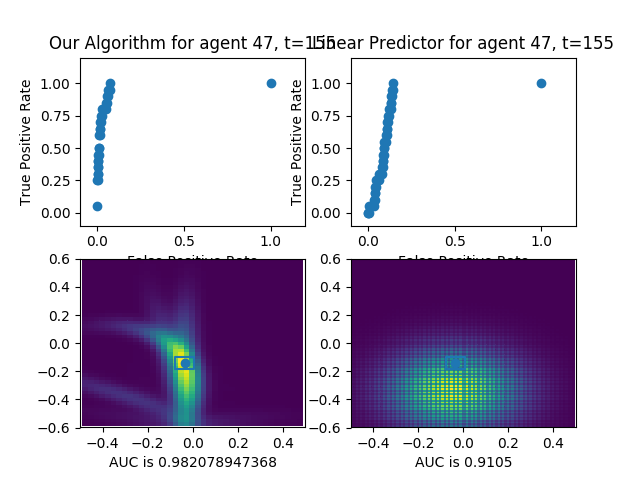 Our Algorithm for agent 47, t=155
Linear Predictor for agent 47, t=155
True Positive Rate
1.00
0.75
0.50
0.25
0.00
0.0 0.5 1.0
False Positive Rate
True Positive Rate
1.00
0.75
0.50
0.25
0.00
0.0 0.5 1.0
False Positive Rate
0.6
0.4
0.2
0.0
−0.2
−0.4
−0.6
−0.4 −0.2 0.0 0.2 0.4
AUC is 0.982078947368
0.6
0.4
0.2
0.0
−0.2
−0.4
−0.6
−0.4 −0.2 0.0 0.2 0.4
AUC is 0.9105